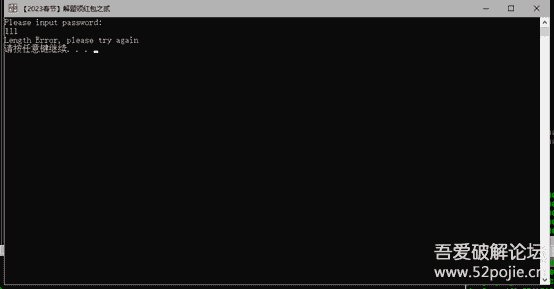 【2023春节】解题领红包之贰
Please input password:
111
Length Error, please try again
请按任意键继续. . .
吾爱破解论坛
www.52pojie.cn